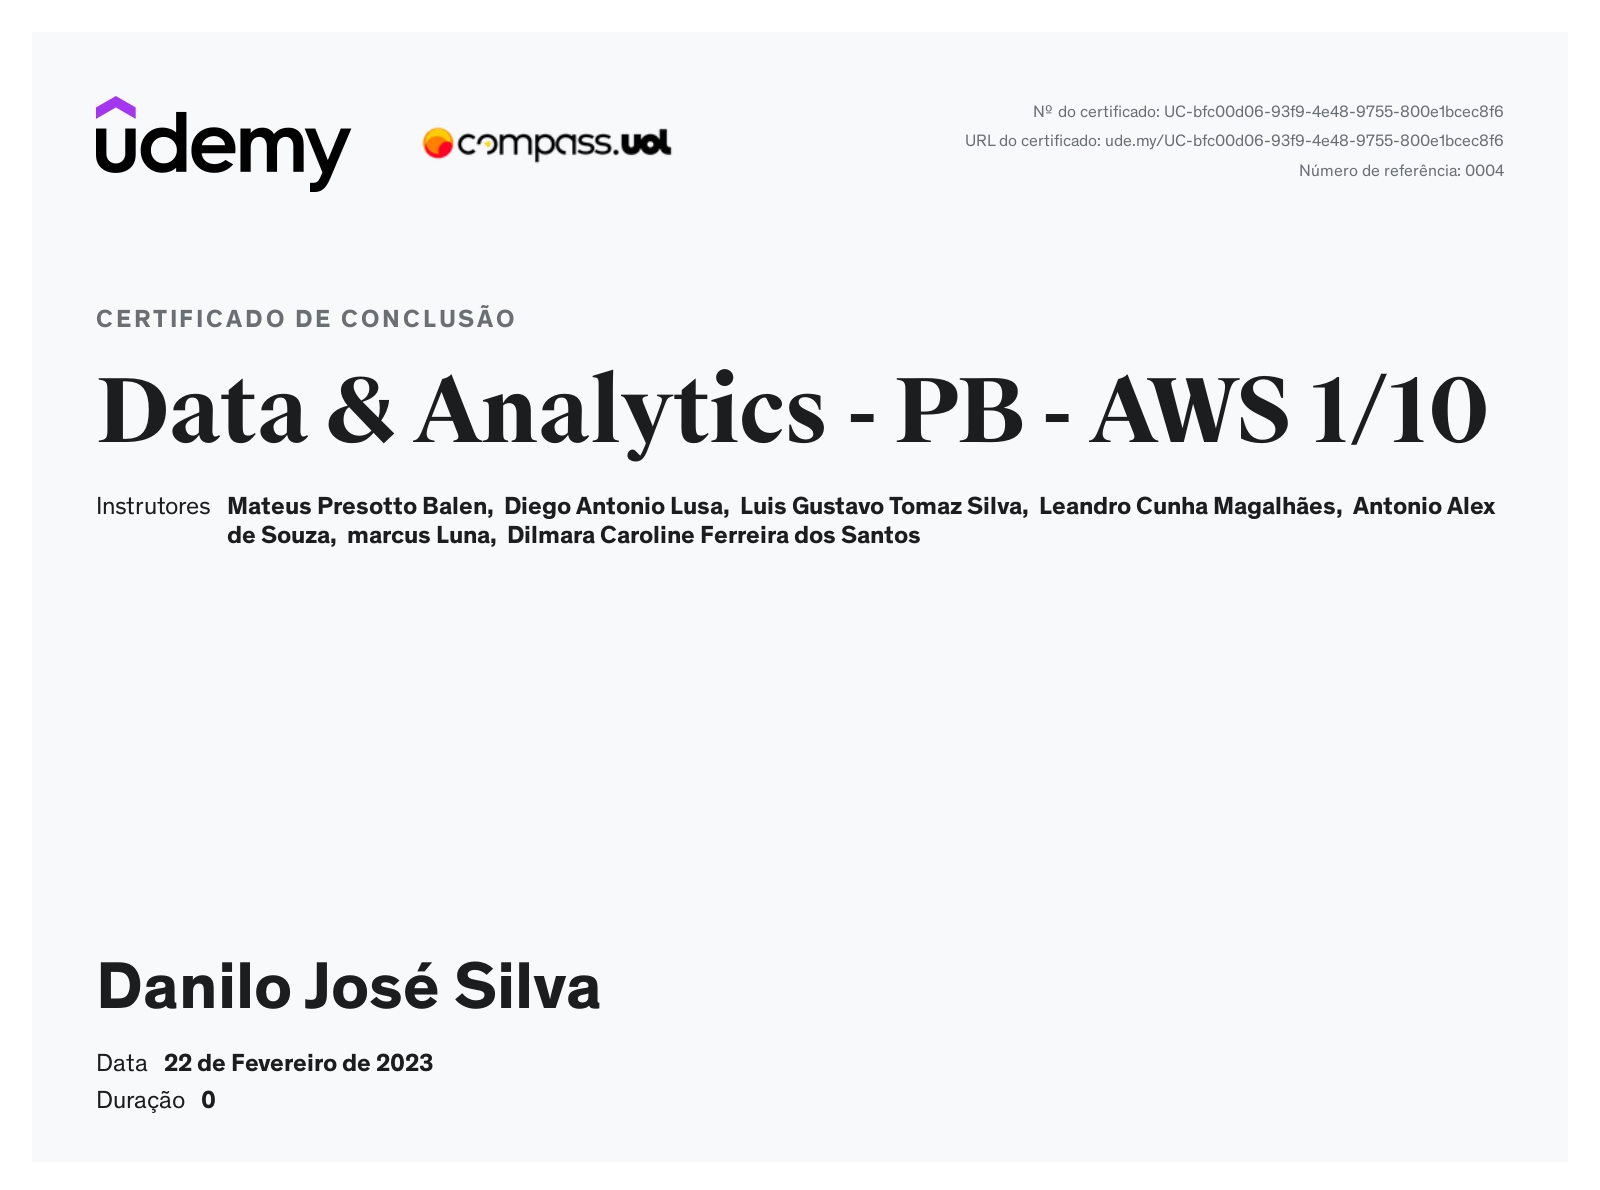 udemy
compass.uol
Nº do certificado: UC-bfc00d06-93f9-4e48-9755-800e1bcec8f6
URL do certificado: ude.my/UC-bfc00d06-93f9-4e48-9755-800e1bcec8f6
Número de referência: 0004
CERTIFICADO DE CONCLUSÃO
Data & Analytics - PB - AWS 1/10
Instrutores Mateus Presotto Balen, Diego Antonio Lusa, Luis Gustavo Tomaz Silva, Leandro Cunha Magalhães, Antonio Alex
de Souza, marcus Luna, Dilmara Caroline Ferreira dos Santos
Danilo José Silva
Data 22 de Fevereiro de 2023
Duração 0